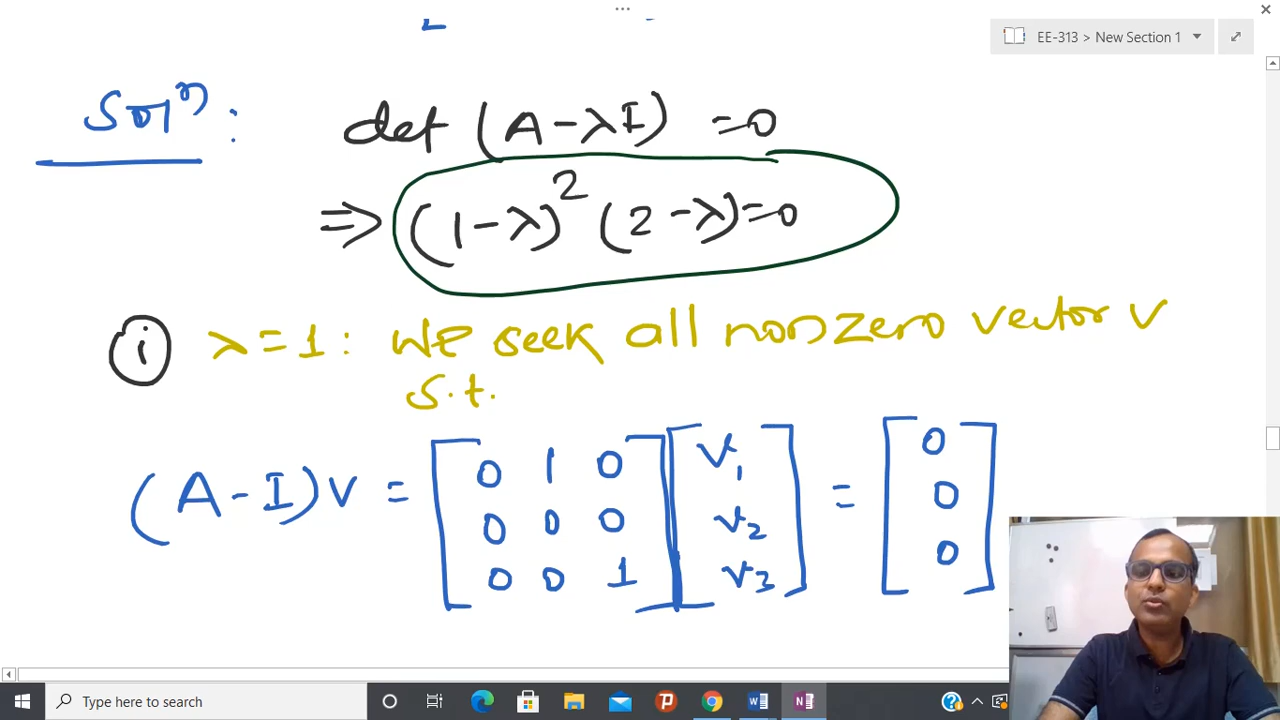 EE-313 > New Section 1
Solⁿ :
det (A - λI) = 0
⇒ (1-λ)² (2-λ) = 0
(i) λ = 1 : We seek all nonzero vector v
s.t.
(A - I) v = [0 1 0; 0 0 0; 0 0 1] [v₁; v₂; v₃] = [0; 0; 0]
Type here to search